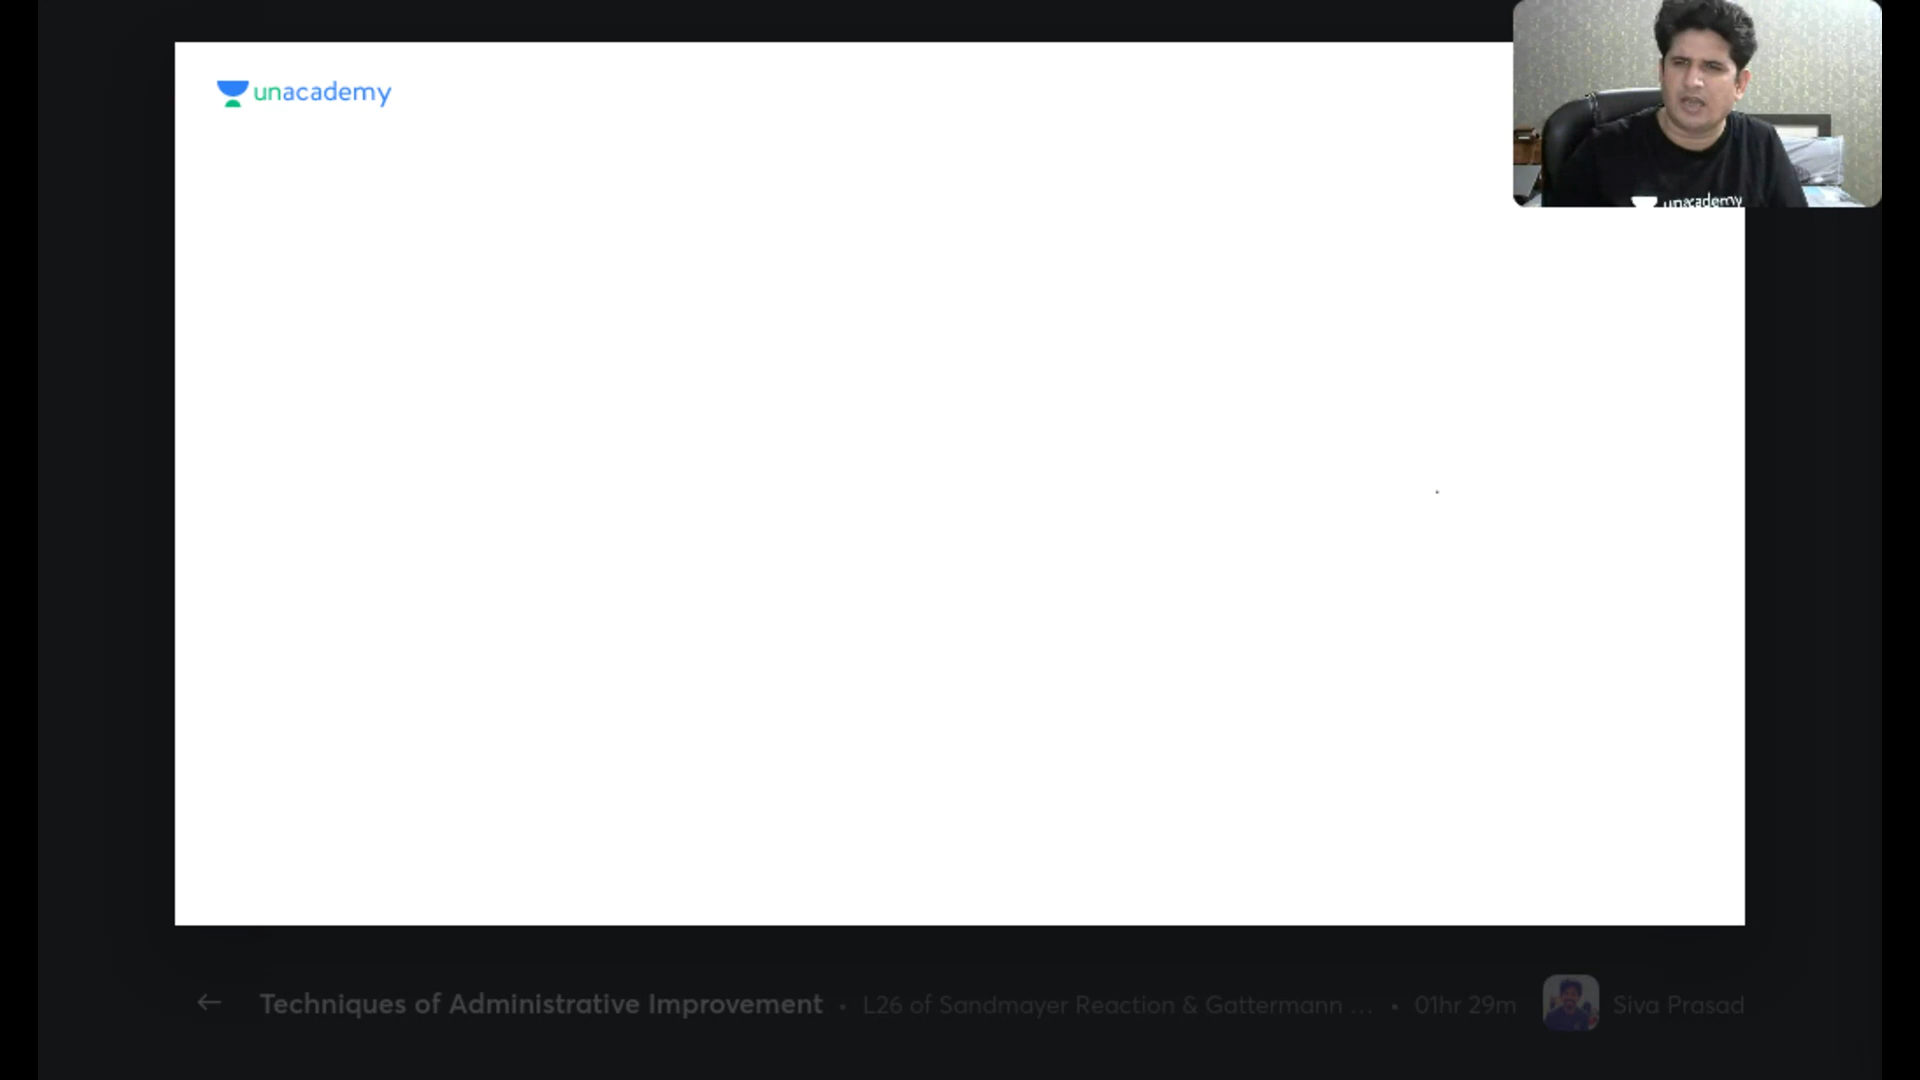 unacademy
unacademy
Techniques of Administrative Improvement • L26 of Sandmayer Reaction & Gattermann ... • 01hr 29m Siva Prasad